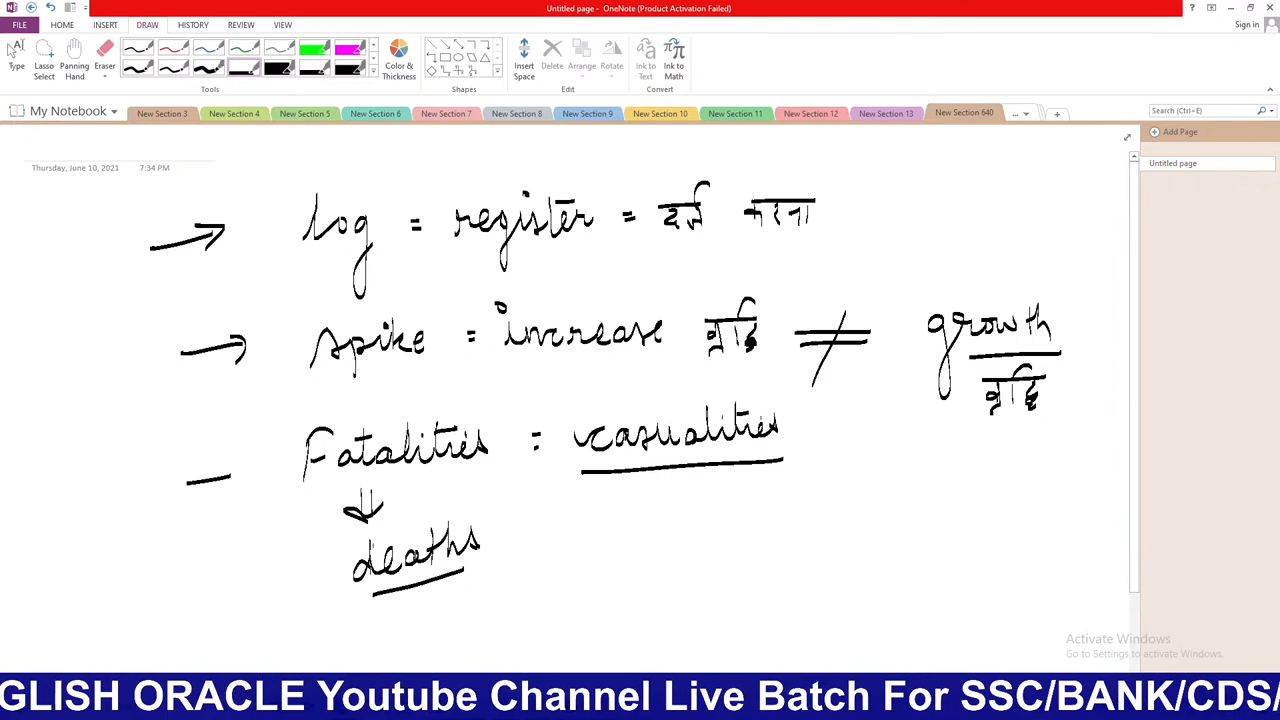 Untitled page - OneNote (Product Activation Failed)
FILE HOME INSERT DRAW HISTORY REVIEW VIEW
Sign in
Type Lasso Select Panning Hand Eraser Color & Thickness Insert Space Delete Arrange Rotate Ink to Text Ink to Math
Tools Shapes Edit Convert
My Notebook New Section 3 New Section 4 New Section 5 New Section 6 New Section 7 New Section 8 New Section 9 New Section 10 New Section 11 New Section 12 New Section 13 New Section 640 ... Search (Ctrl+E)
Add Page
Untitled page
Thursday, June 10, 2021 7:34 PM
→ log = register = दर्ज करना
→ spike = increase वृद्धि ≠ growth
वृद्धि
– Fatalities = casualities
⇓
deaths
Activate Windows
Go to Settings to activate Windows.
GLISH ORACLE Youtube Channel Live Batch For SSC/BANK/CDS/